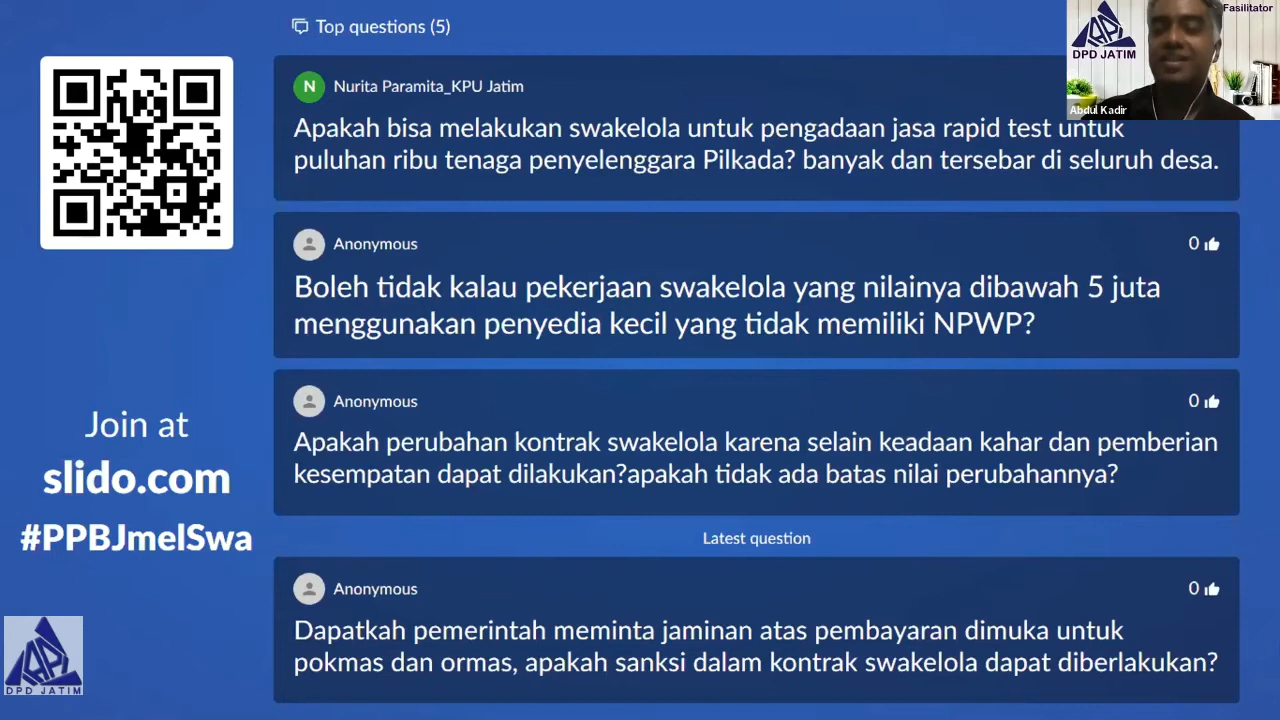 Top questions (5)
Fasilitator
IAPI
DPD JATIM
Abdul Kadir
N
Nurita Paramita_KPU Jatim
Apakah bisa melakukan swakelola untuk pengadaan jasa rapid test untuk
puluhan ribu tenaga penyelenggara Pilkada? banyak dan tersebar di seluruh desa.
Anonymous
0
Boleh tidak kalau pekerjaan swakelola yang nilainya dibawah 5 juta
menggunakan penyedia kecil yang tidak memiliki NPWP?
Anonymous
0
Apakah perubahan kontrak swakelola karena selain keadaan kahar dan pemberian
kesempatan dapat dilakukan?apakah tidak ada batas nilai perubahannya?
Latest question
Anonymous
0
Dapatkah pemerintah meminta jaminan atas pembayaran dimuka untuk
pokmas dan ormas, apakah sanksi dalam kontrak swakelola dapat diberlakukan?
Join at
slido.com
#PPBJmelSwa
IAPI
DPD JATIM